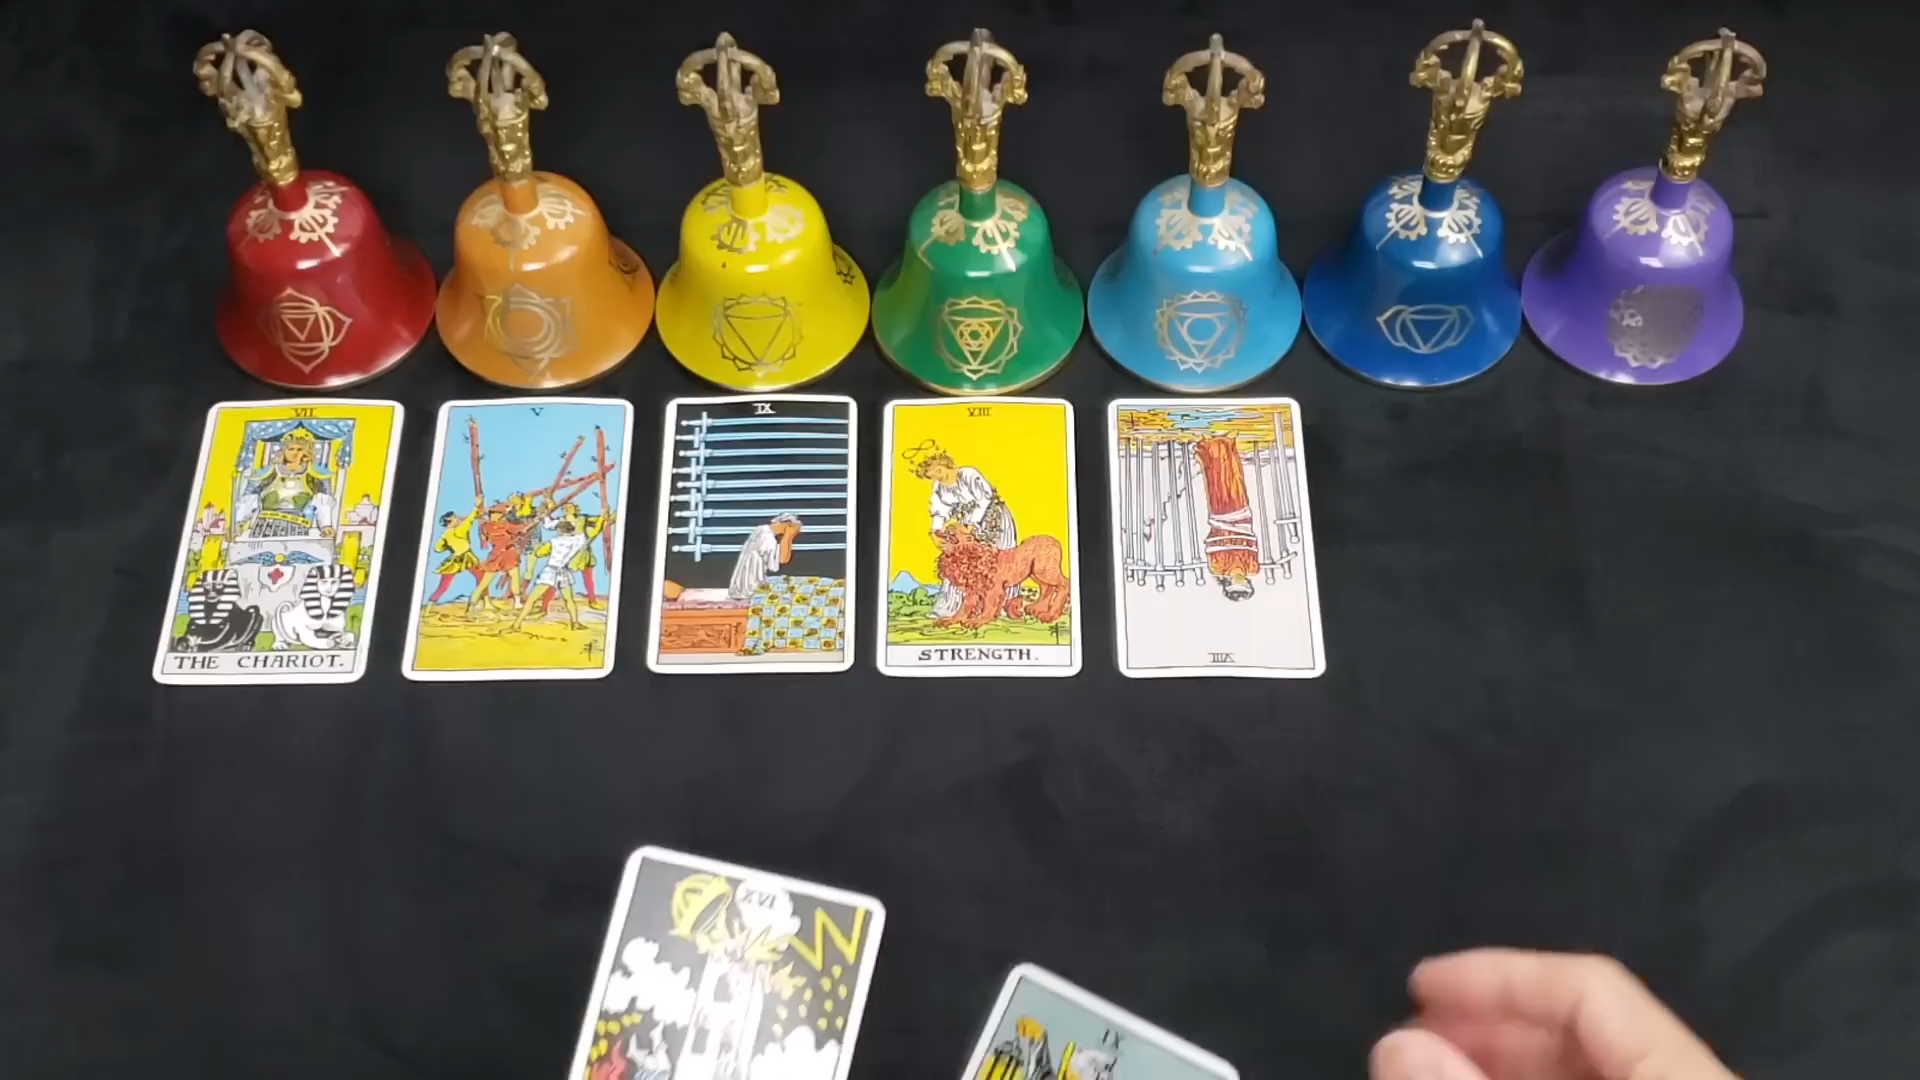 VII
V
IX
VIII
THE CHARIOT.
STRENGTH.
VIII
XVI
IX